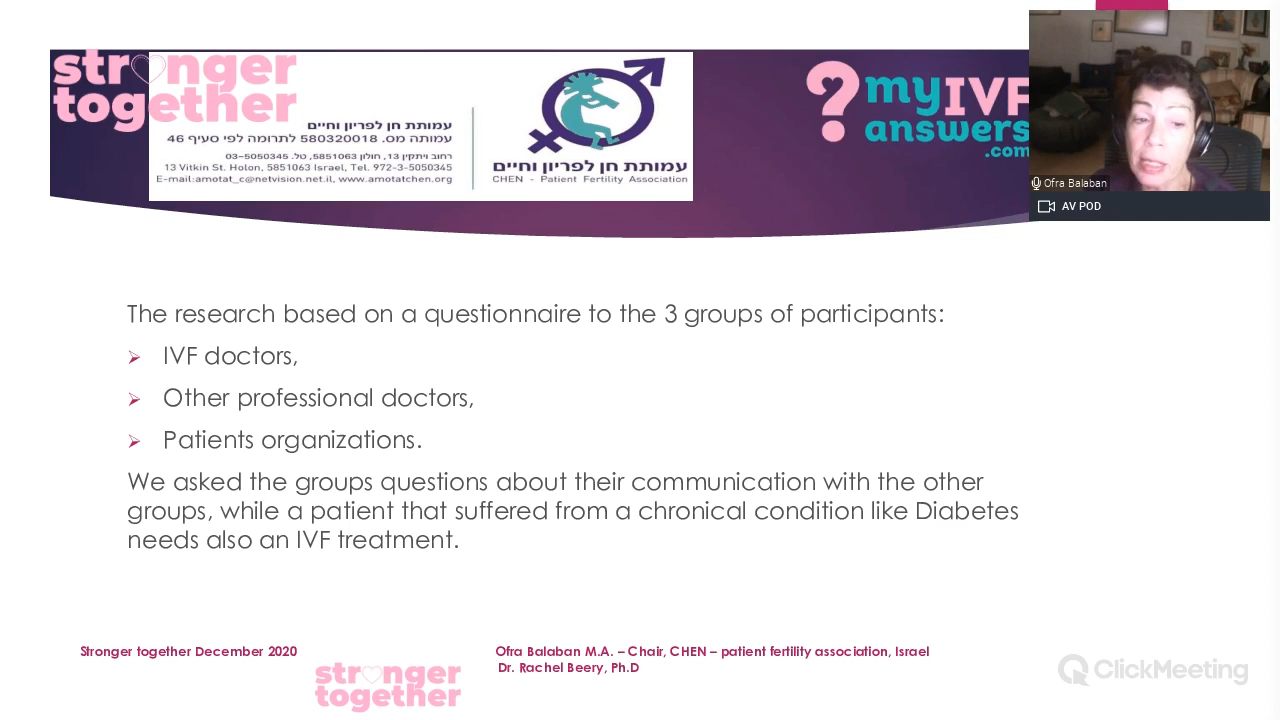 stronger
together
עמותת חן לפריון וחיים
עמותה מס. 580320018 לתרומה לפי סעיף 46
רחוב ויתקין 13, חולון 5851063, טל. 03-5050345
13 Vitkin St. Holon, 5851063 Israel, Tel. 972-3-5050345
E-mail:amotat_c@netvision.net.il, www.amotatchen.org
עמותת חן לפריון וחיים
CHEN - Patient Fertility Association
?myIVF
answers
.com
Ofra Balaban
AV POD
The research based on a questionnaire to the 3 groups of participants:
IVF doctors,
Other professional doctors,
Patients organizations.
We asked the groups questions about their communication with the other
groups, while a patient that suffered from a chronical condition like Diabetes
needs also an IVF treatment.
Stronger together December 2020
stronger
together
Ofra Balaban M.A. – Chair, CHEN – patient fertility association, Israel
Dr. Rachel Beery, Ph.D
ClickMeeting